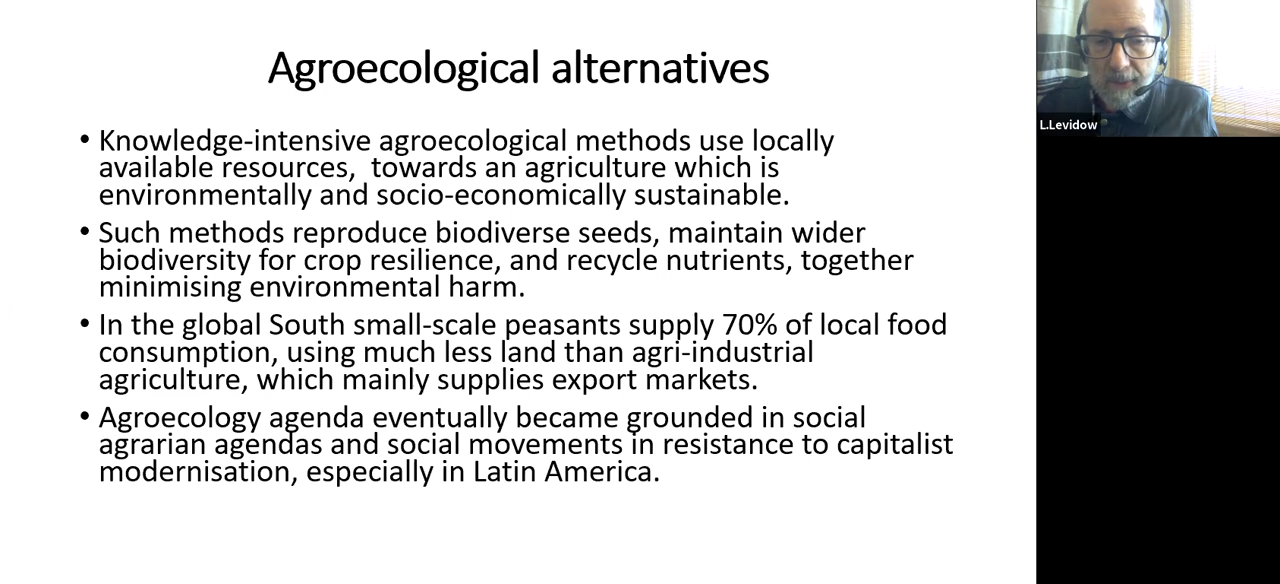 Agroecological alternatives
• Knowledge-intensive agroecological methods use locally
available resources,  towards an agriculture which is
environmentally and socio-economically sustainable.
• Such methods reproduce biodiverse seeds, maintain wider
biodiversity for crop resilience, and recycle nutrients, together
minimising environmental harm.
• In the global South small-scale peasants supply 70% of local food
consumption, using much less land than agri-industrial
agriculture, which mainly supplies export markets.
• Agroecology agenda eventually became grounded in social
agrarian agendas and social movements in resistance to capitalist
modernisation, especially in Latin America.
L.Levidow